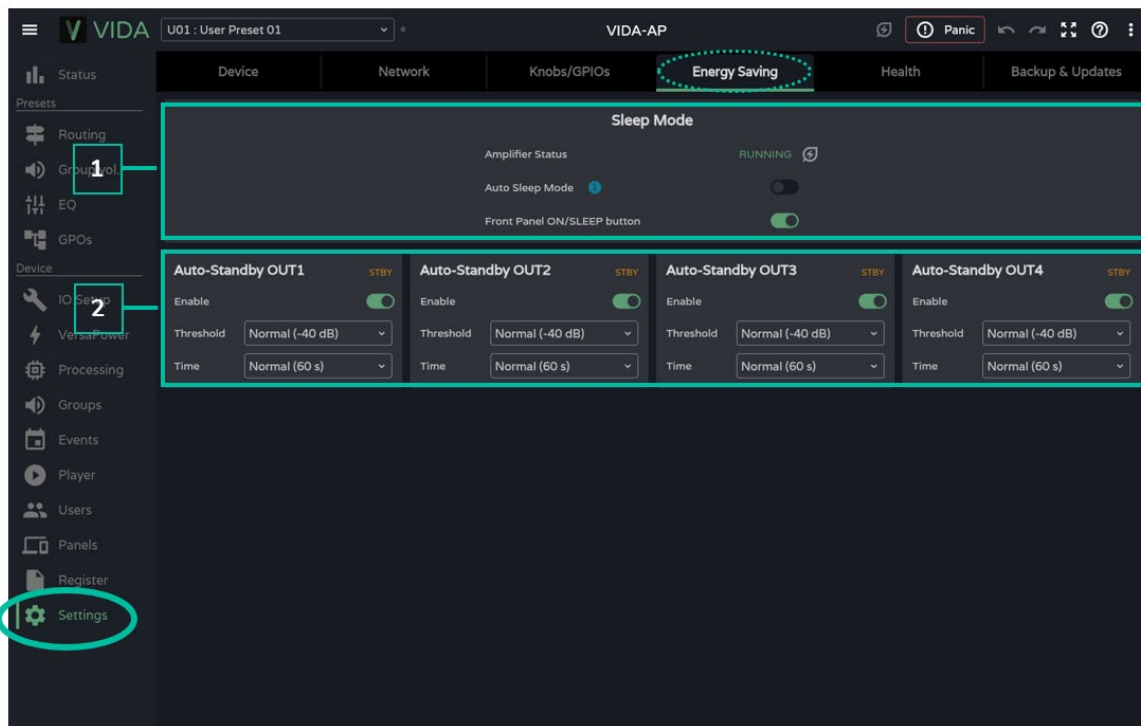 VIDA
U01 : User Preset 01
VIDA-AP
Panic
Status
Device
Network
Knobs/GPIOs
Energy Saving
Health
Backup & Updates
Presets
Routing
1
Group vol.
EQ
GPOs
Sleep Mode
Amplifier Status
RUNNING
Auto Sleep Mode
Front Panel ON/SLEEP button
Device
2
IO Setup
VersaPower
Processing
Groups
Events
Player
Users
Panels
Register
Settings
Auto-Standby OUT1 STBY
Enable
Threshold Normal (-40 dB)
Time Normal (60 s)
Auto-Standby OUT2 STBY
Enable
Threshold Normal (-40 dB)
Time Normal (60 s)
Auto-Standby OUT3 STBY
Enable
Threshold Normal (-40 dB)
Time Normal (60 s)
Auto-Standby OUT4 STBY
Enable
Threshold Normal (-40 dB)
Time Normal (60 s)